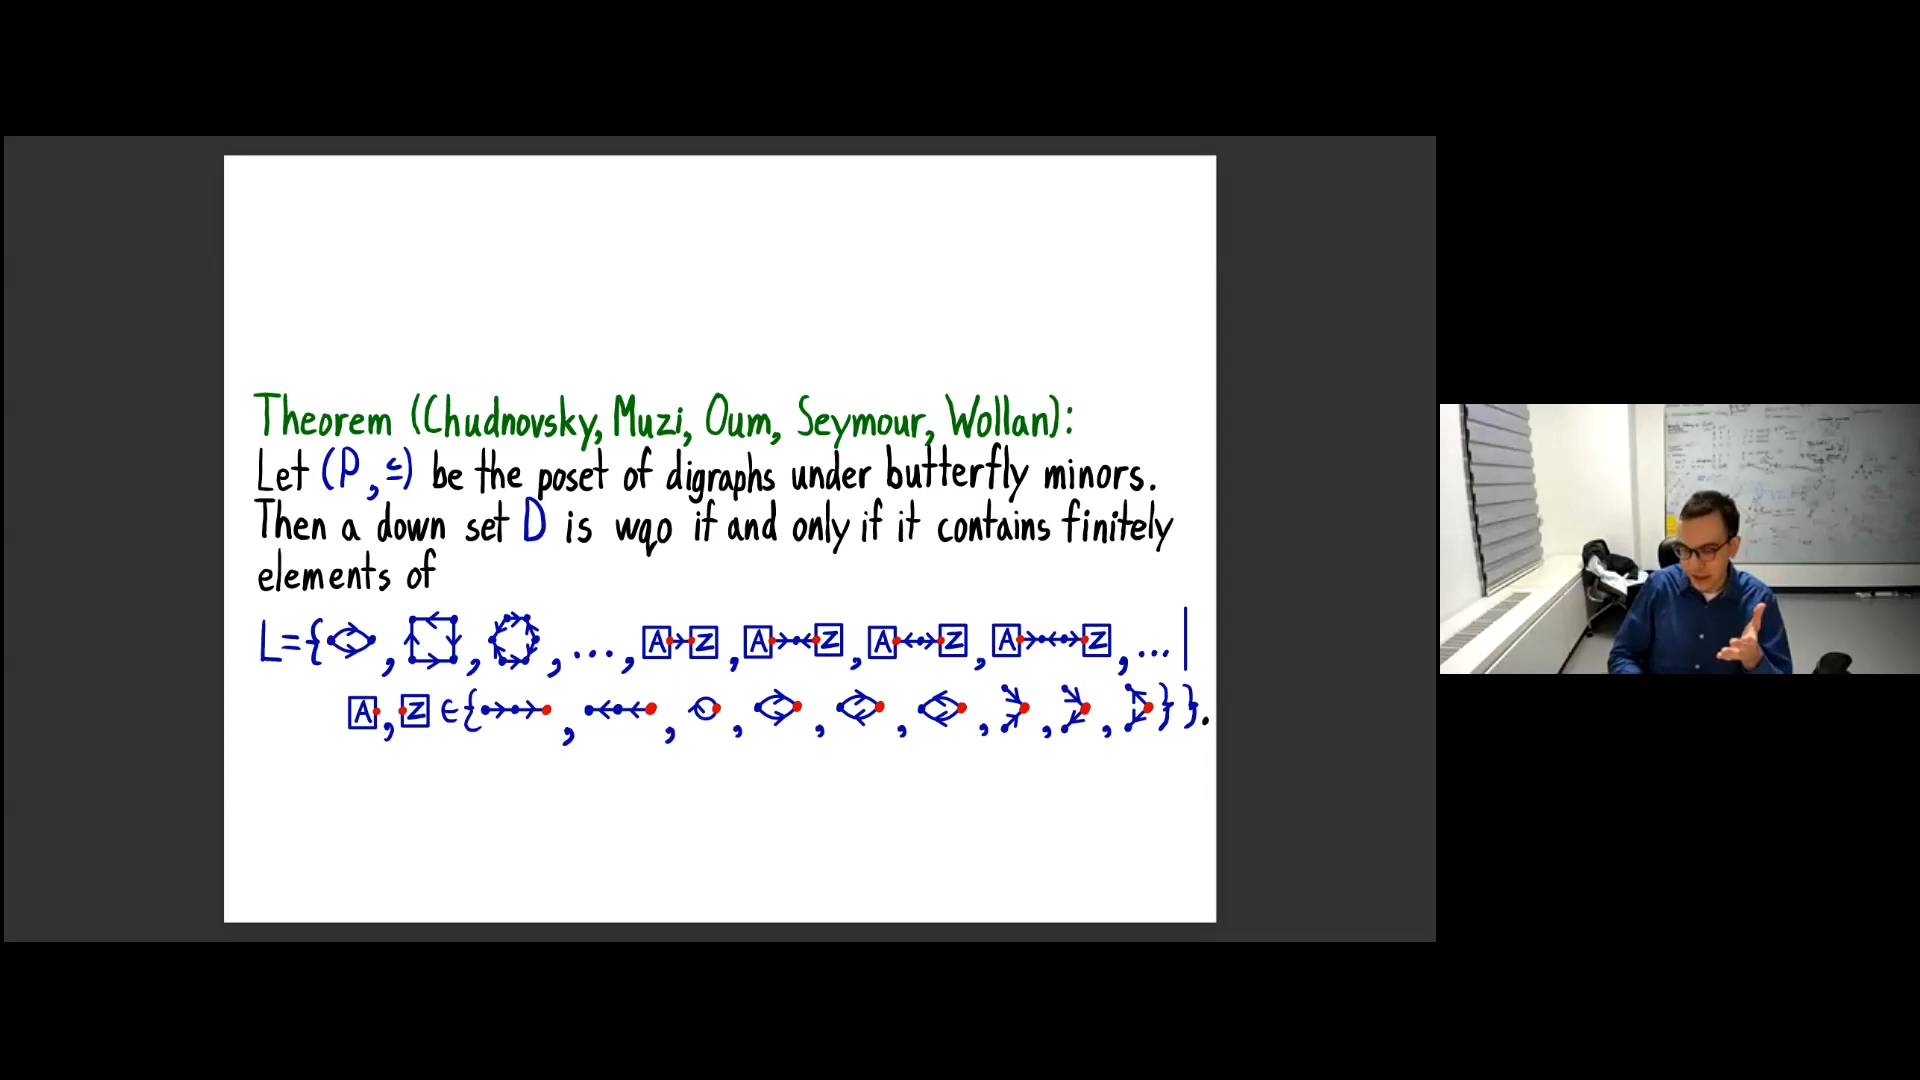 Theorem (Chudnovsky, Muzi, Oum, Seymour, Wollan):
Let (P, ≤) be the poset of digraphs under butterfly minors.
Then a down set D is wqo if and only if it contains finitely
elements of
L = { , , , ..., A Z , A Z , A Z , A Z , ... |
A , Z ∈ { , , , , , , , , } }.